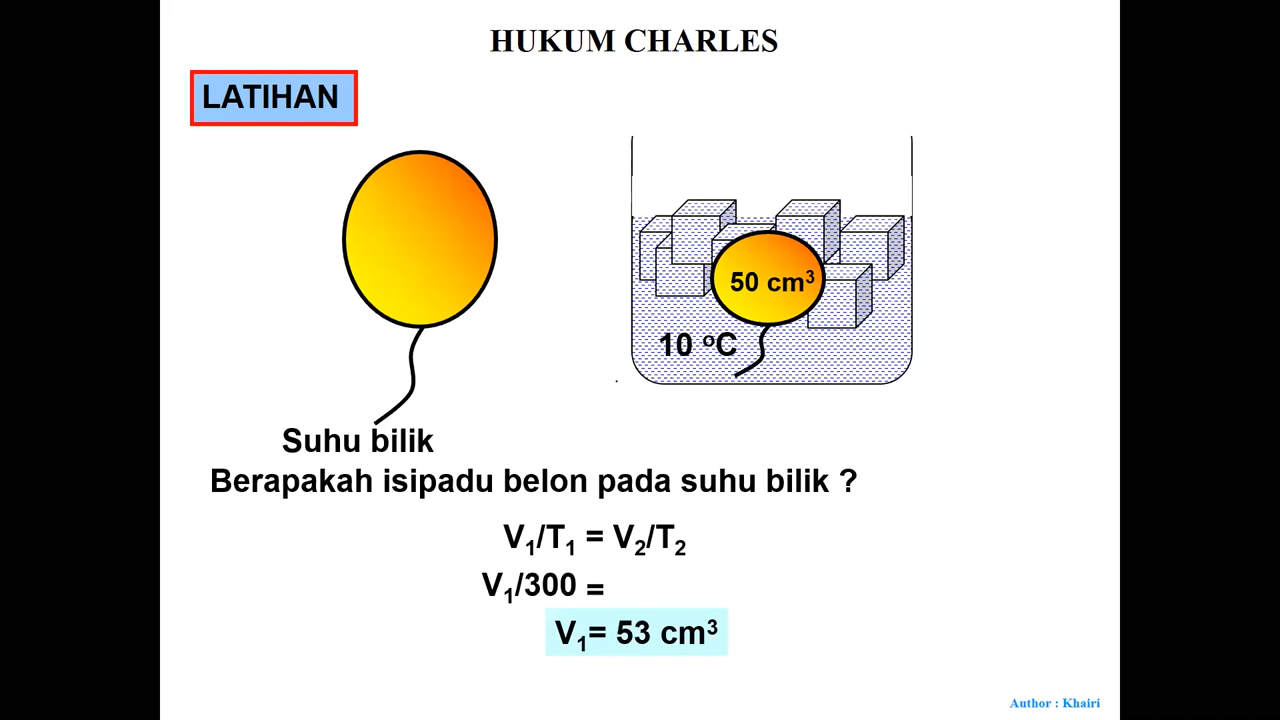 HUKUM CHARLES
LATIHAN
50 cm³
10 ᵒC
Suhu bilik
Berapakah isipadu belon pada suhu bilik ?
V₁/T₁ = V₂/T₂
V₁/300 =
V₁= 53 cm³
Author : Khairi